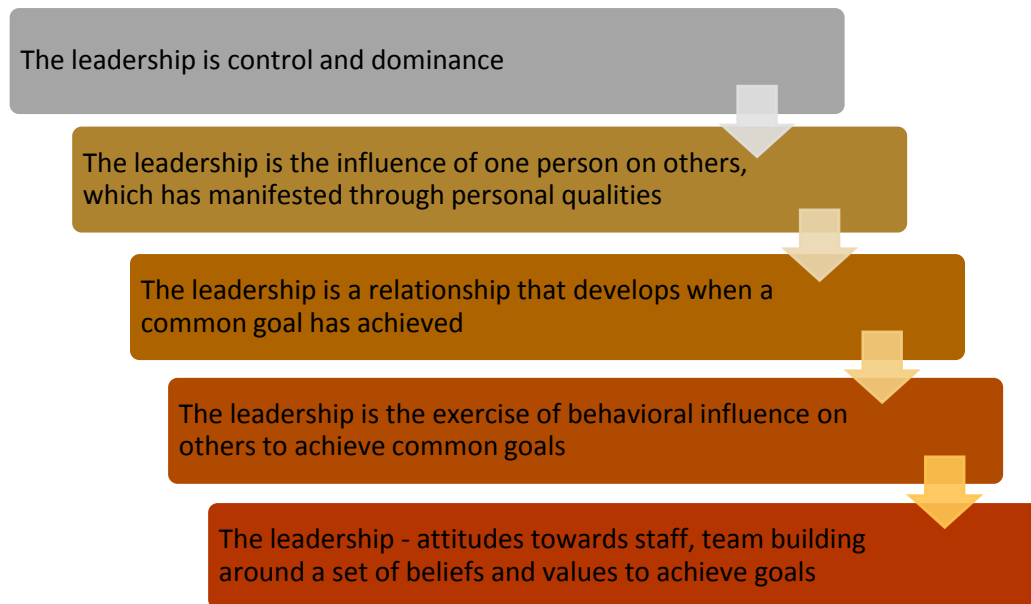 The leadership is control and dominance
The leadership is the influence of one person on others,
which has manifested through personal qualities
The leadership is a relationship that develops when a
common goal has achieved
The leadership is the exercise of behavioral influence on
others to achieve common goals
The leadership - attitudes towards staff, team building
around a set of beliefs and values to achieve goals